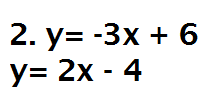 2. y= -3x + 6
y= 2x - 4